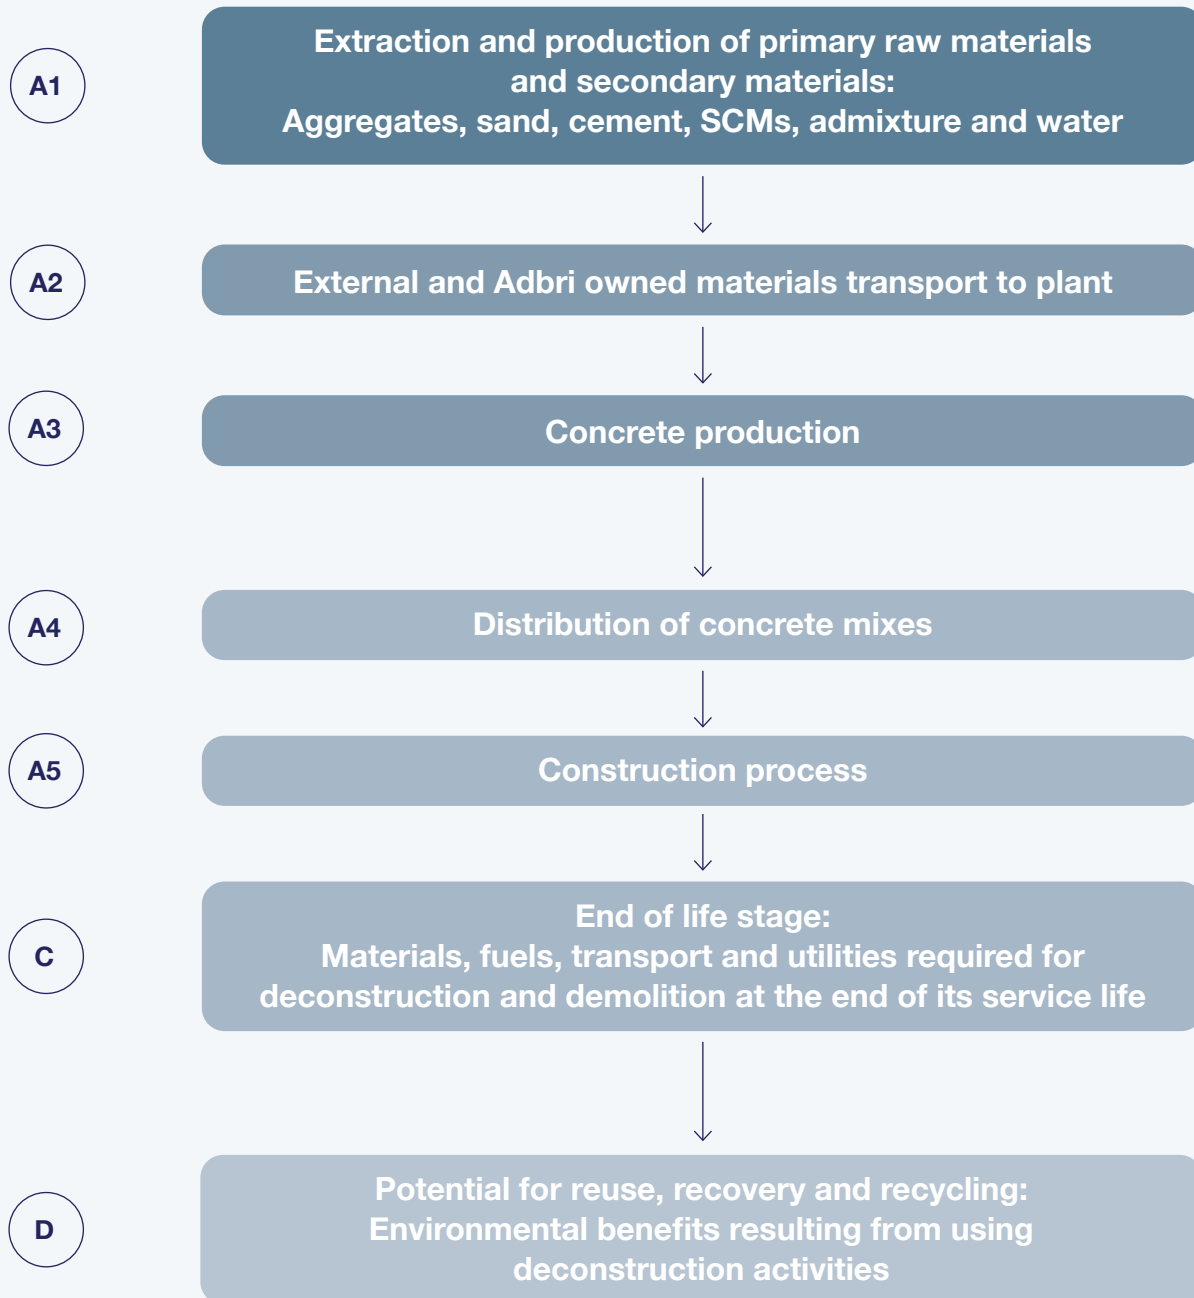 A1
Extraction and production of primary raw materials
and secondary materials:
Aggregates, sand, cement, SCMs, admixture and water
A2
External and Adbri owned materials transport to plant
A3
Concrete production
A4
Distribution of concrete mixes
A5
Construction process
C
End of life stage:
Materials, fuels, transport and utilities required for
deconstruction and demolition at the end of its service life
D
Potential for reuse, recovery and recycling:
Environmental benefits resulting from using
deconstruction activities